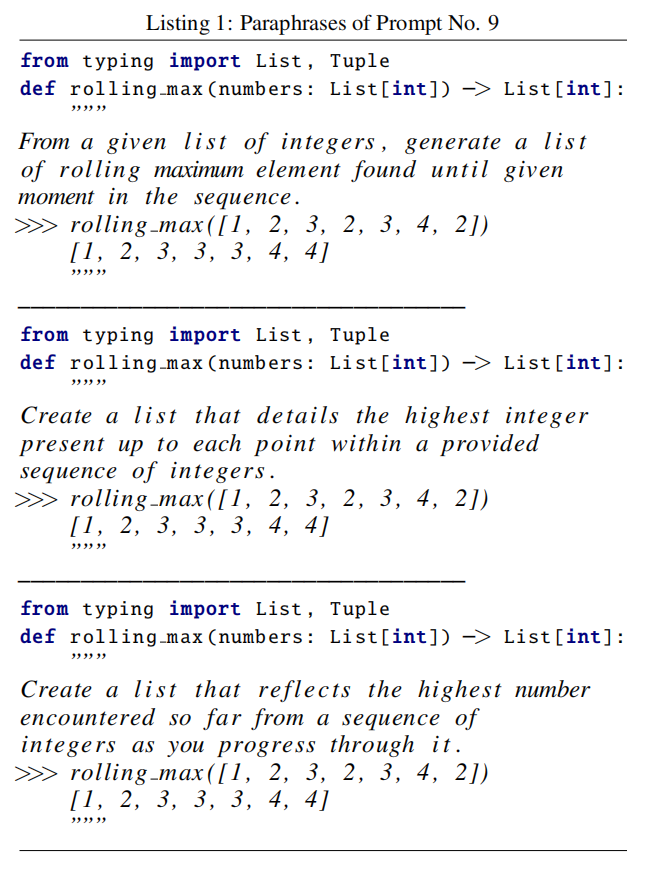 Listing 1: Paraphrases of Prompt No. 9
from typing import List, Tuple
def rolling_max(numbers: List[int]) -> List[int]:
"""
From a given list of integers, generate a list
of rolling maximum element found until given
moment in the sequence.
>>> rolling_max([1, 2, 3, 2, 3, 4, 2])
[1, 2, 3, 3, 3, 4, 4]
"""
from typing import List, Tuple
def rolling_max(numbers: List[int]) -> List[int]:
"""
Create a list that details the highest integer
present up to each point within a provided
sequence of integers.
>>> rolling_max([1, 2, 3, 2, 3, 4, 2])
[1, 2, 3, 3, 3, 4, 4]
"""
from typing import List, Tuple
def rolling_max(numbers: List[int]) -> List[int]:
"""
Create a list that reflects the highest number
encountered so far from a sequence of
integers as you progress through it.
>>> rolling_max([1, 2, 3, 2, 3, 4, 2])
[1, 2, 3, 3, 3, 4, 4]
"""